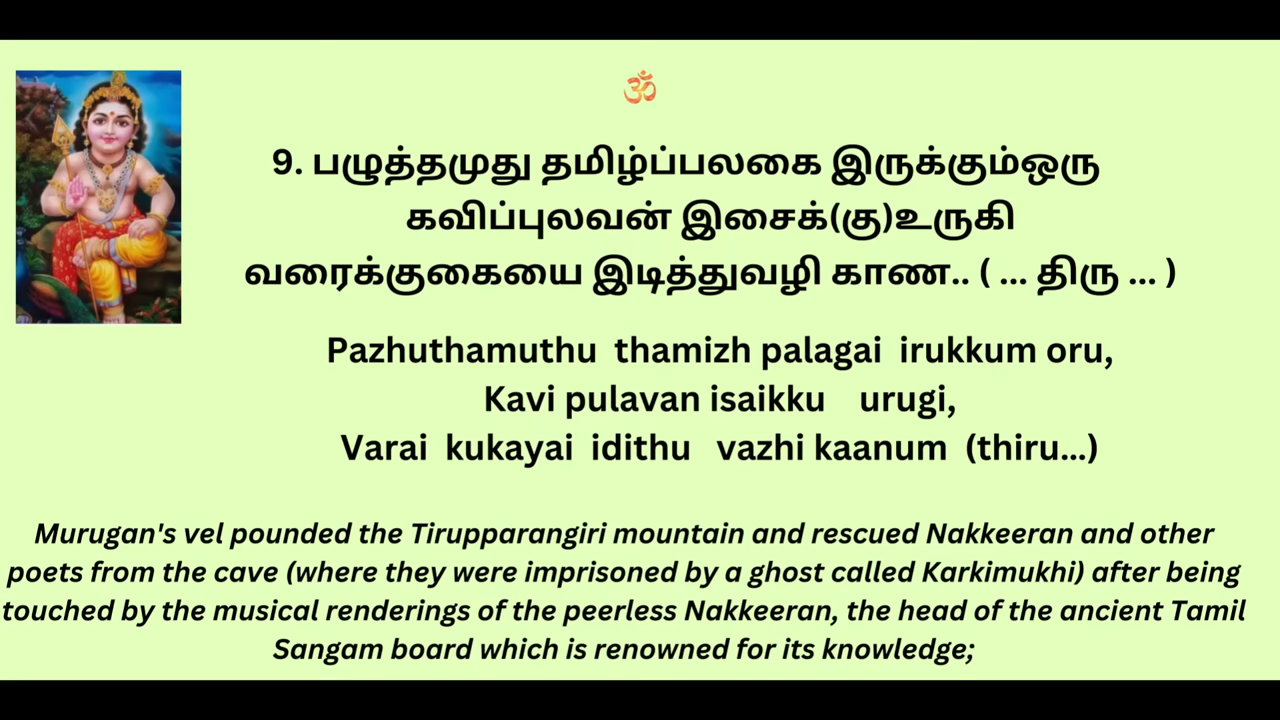 ॐ
9. பழுத்தமுது தமிழ்ப்பலகை இருக்கும்ஒரு
கவிப்புலவன் இசைக்(கு)உருகி
வரைக்குகையை இடித்துவழி காண.. ( ... திரு ... )
Pazhuthamuthu thamizh palagai irukkum oru,
Kavi pulavan isaikku urugi,
Varai kukayai idithu vazhi kaanum (thiru...)
Murugan's vel pounded the Tirupparangiri mountain and rescued Nakkeeran and other
poets from the cave (where they were imprisoned by a ghost called Karkimukhi) after being
touched by the musical renderings of the peerless Nakkeeran, the head of the ancient Tamil
Sangam board which is renowned for its knowledge;